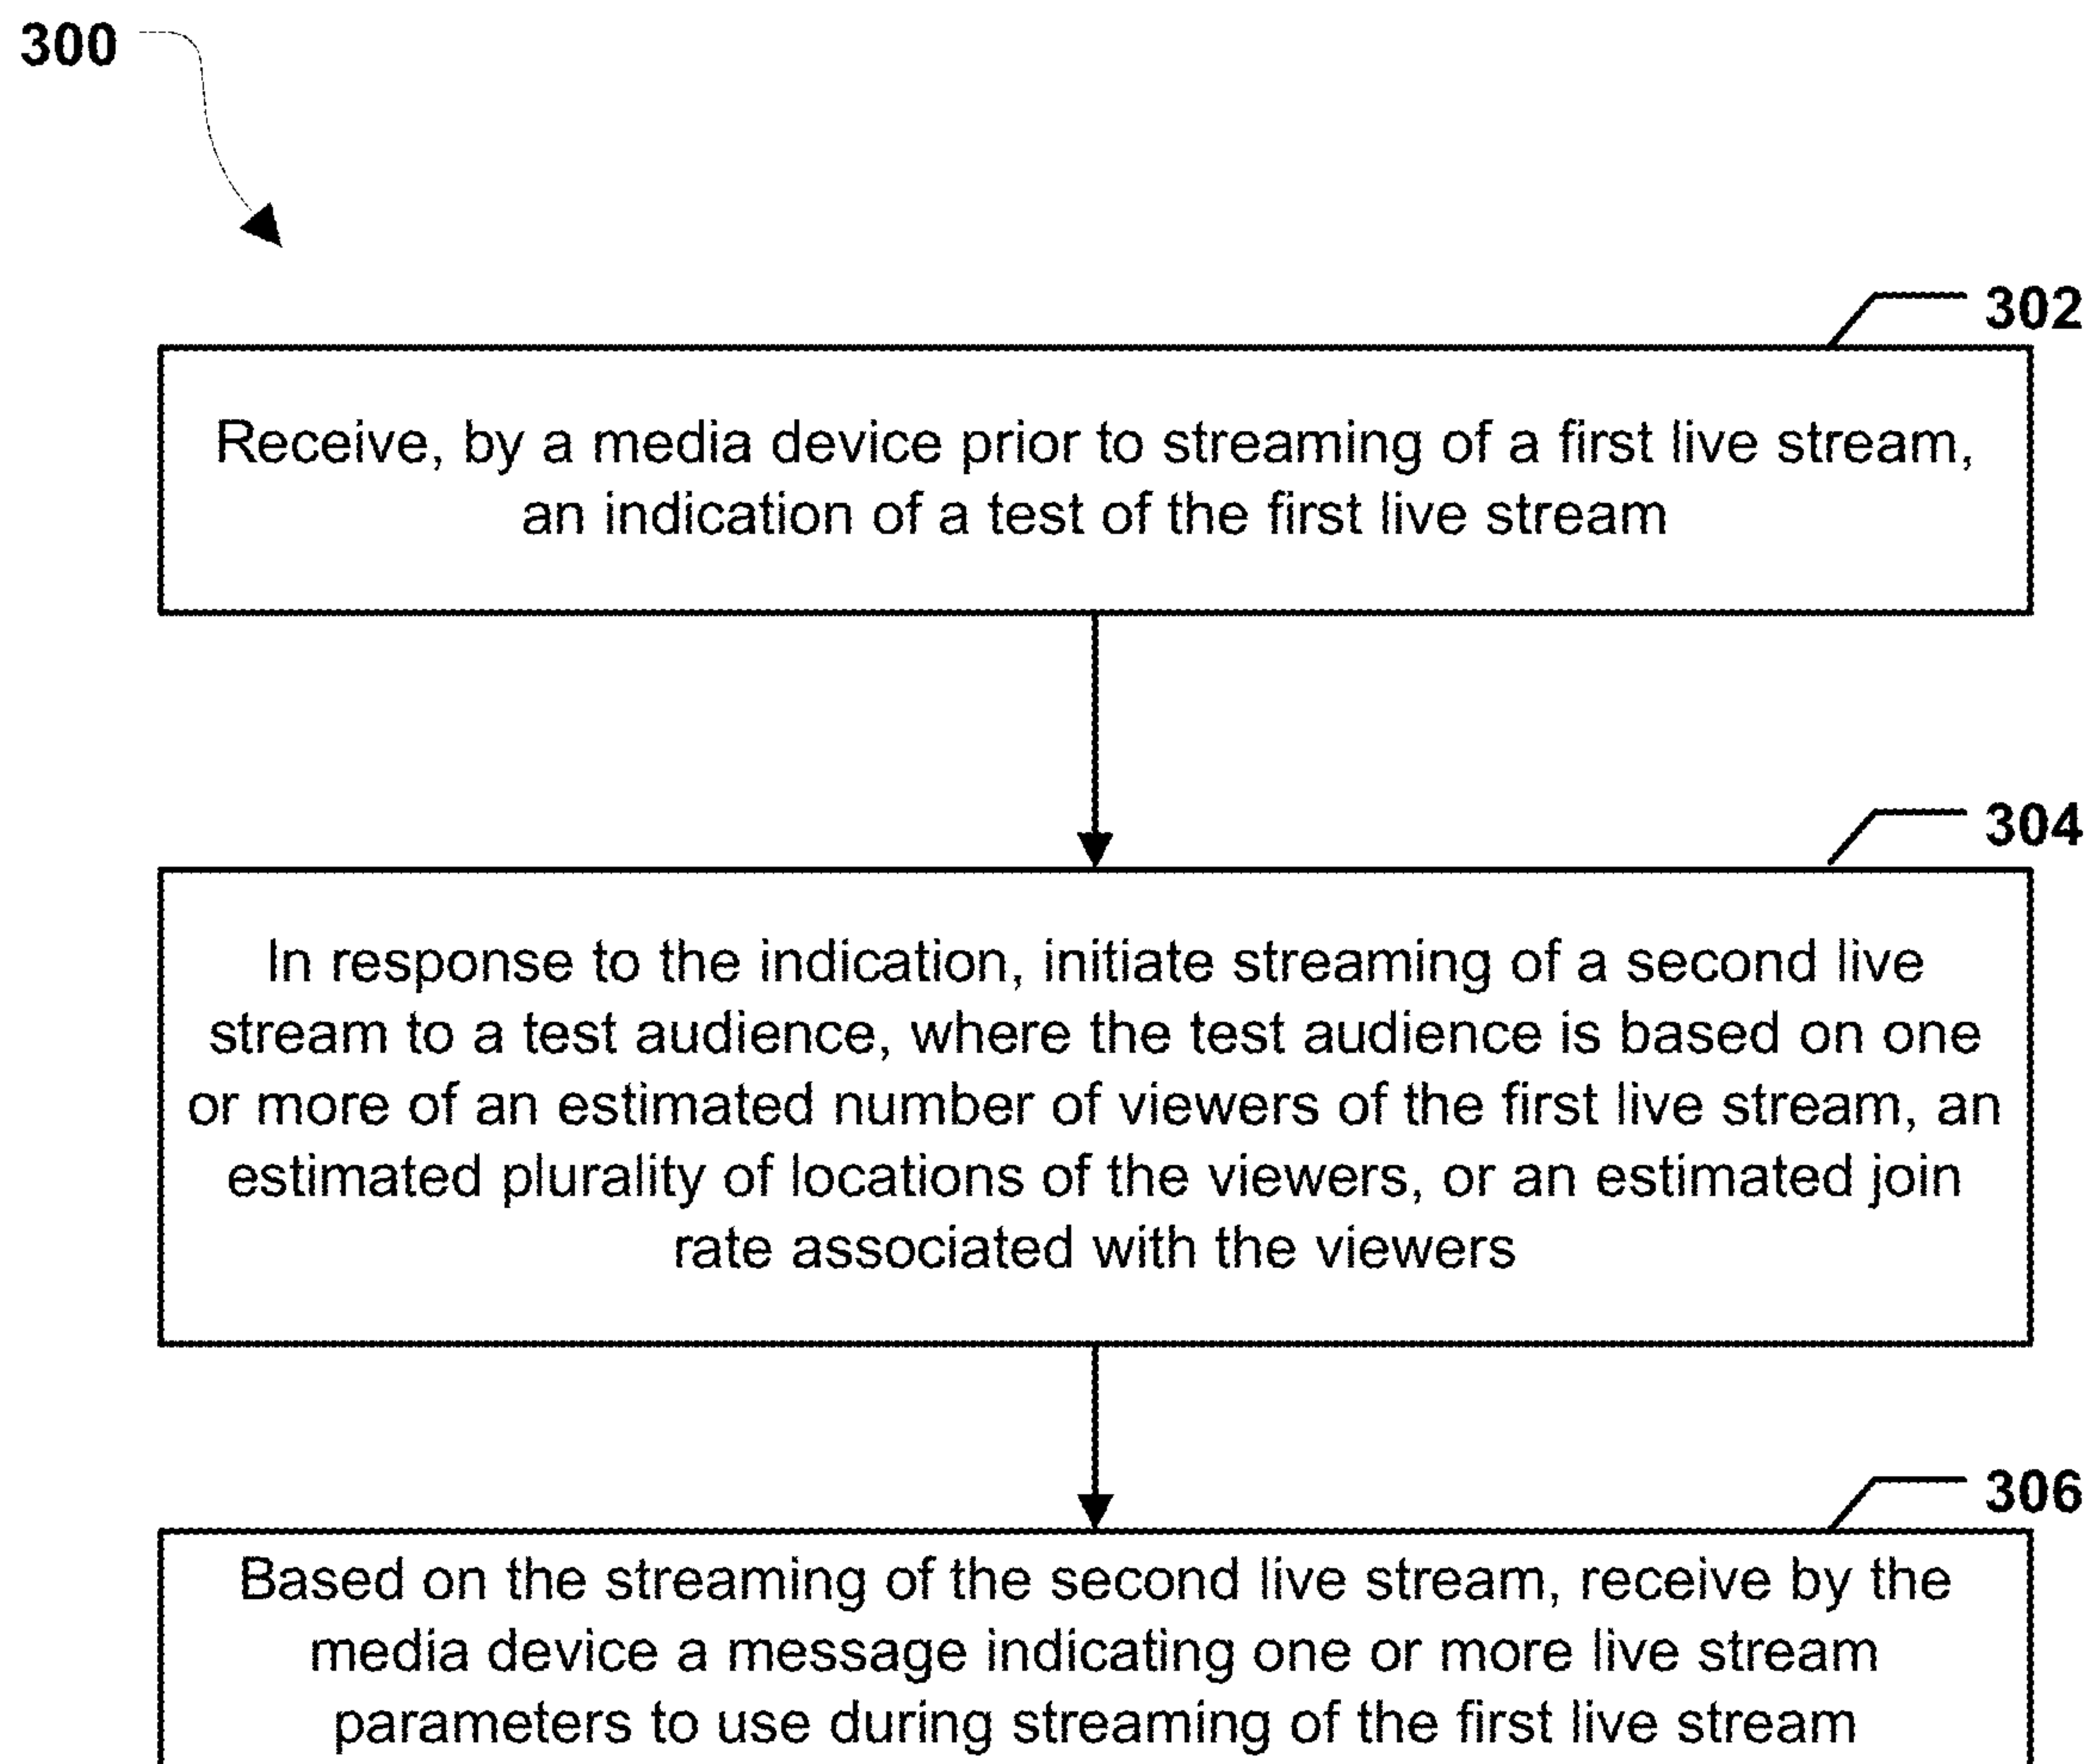 300
302
Receive, by a media device prior to streaming of a first live stream,
an indication of a test of the first live stream
304
In response to the indication, initiate streaming of a second live
stream to a test audience, where the test audience is based on one
or more of an estimated number of viewers of the first live stream, an
estimated plurality of locations of the viewers, or an estimated join
rate associated with the viewers
306
Based on the streaming of the second live stream, receive by the
media device a message indicating one or more live stream
parameters to use during streaming of the first live stream